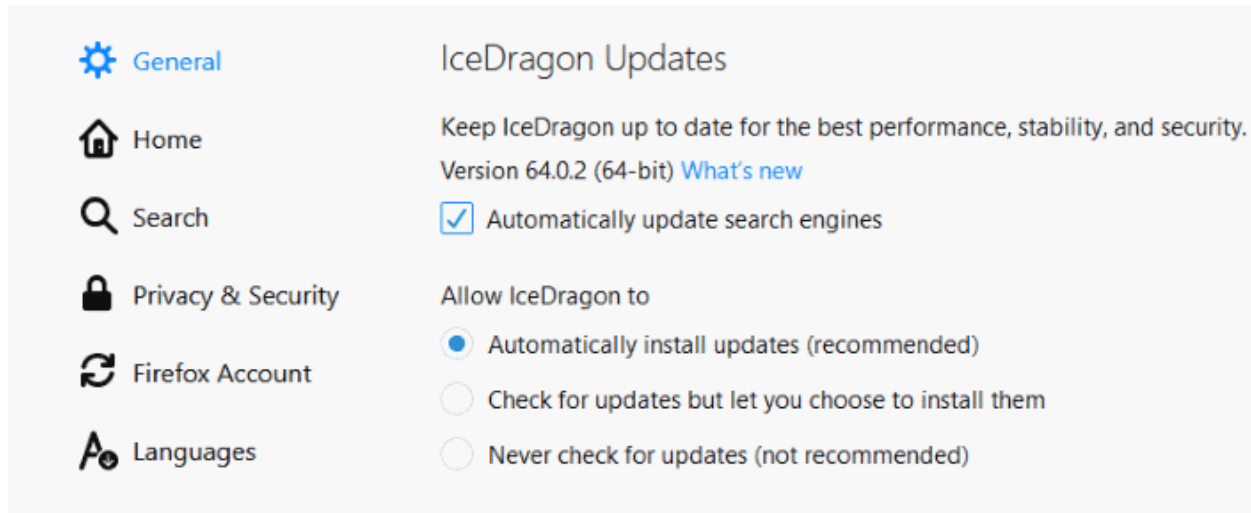 General
Home
Search
Privacy & Security
Firefox Account
Languages
IceDragon Updates
Keep IceDragon up to date for the best performance, stability, and security.
Version 64.0.2 (64-bit) What's new
Automatically update search engines
Allow IceDragon to
Automatically install updates (recommended)
Check for updates but let you choose to install them
Never check for updates (not recommended)